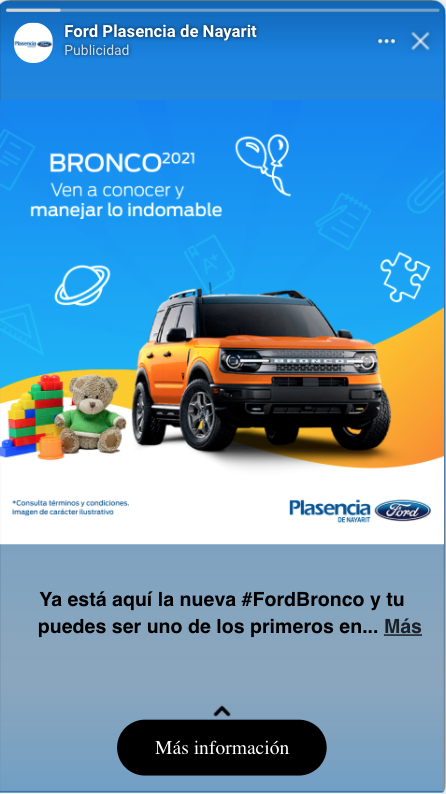 Ford Plasencia de Nayarit
Publicidad
Plasencia Ford
BRONCO2021
Ven a conocer y
manejar lo indomable
A+
*Consulta términos y condiciones.
Imagen de carácter ilustrativo
Plasencia Ford
DE NAYARIT
Ya está aquí la nueva #FordBronco y tu
puedes ser uno de los primeros en... Más
Más información